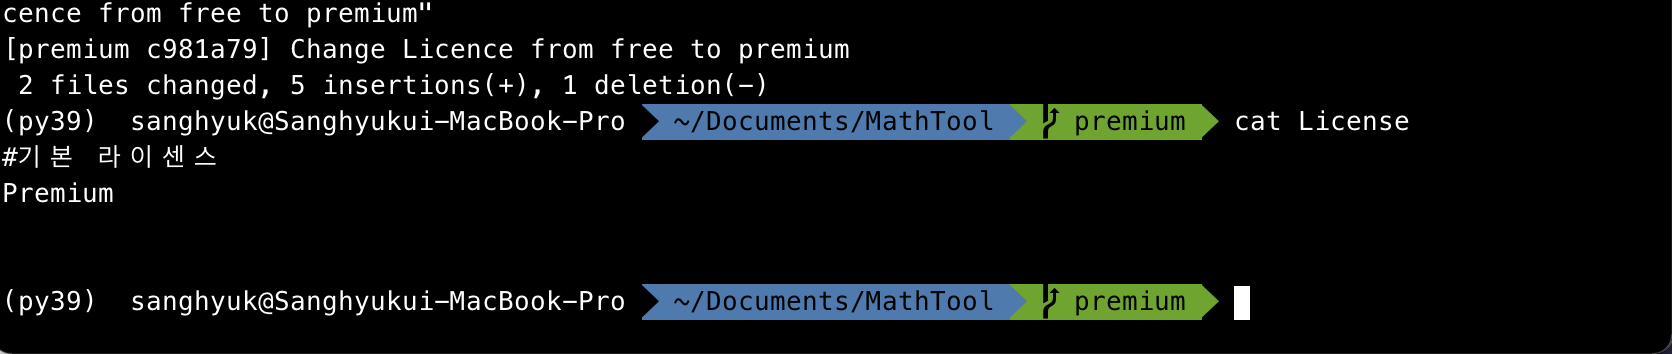 cence from free to premium"
[premium c981a79] Change Licence from free to premium
 2 files changed, 5 insertions(+), 1 deletion(-)
(py39)  sanghyuk@Sanghyukui-MacBook-Pro  ~/Documents/MathTool  premium  cat License
#기본 라이센스
Premium
(py39)  sanghyuk@Sanghyukui-MacBook-Pro  ~/Documents/MathTool  premium